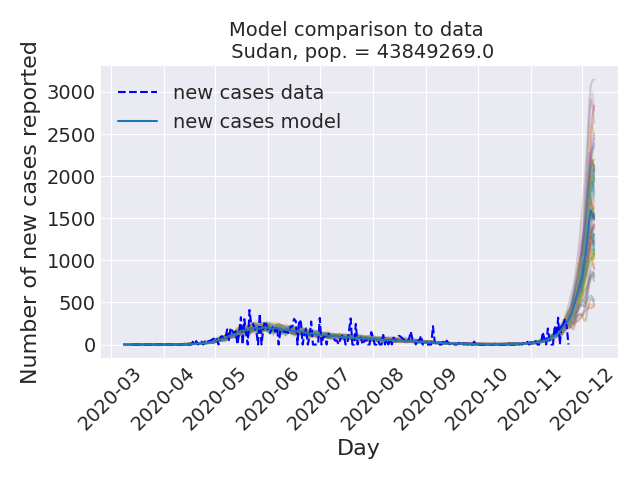 Model comparison to data
Sudan, pop. = 43849269.0
Number of new cases reported
3000
2500
2000
1500
1000
500
0
new cases data
new cases model
2020-03
2020-04
2020-05
2020-06
2020-07
2020-08
2020-09
2020-10
2020-11
2020-12
Day